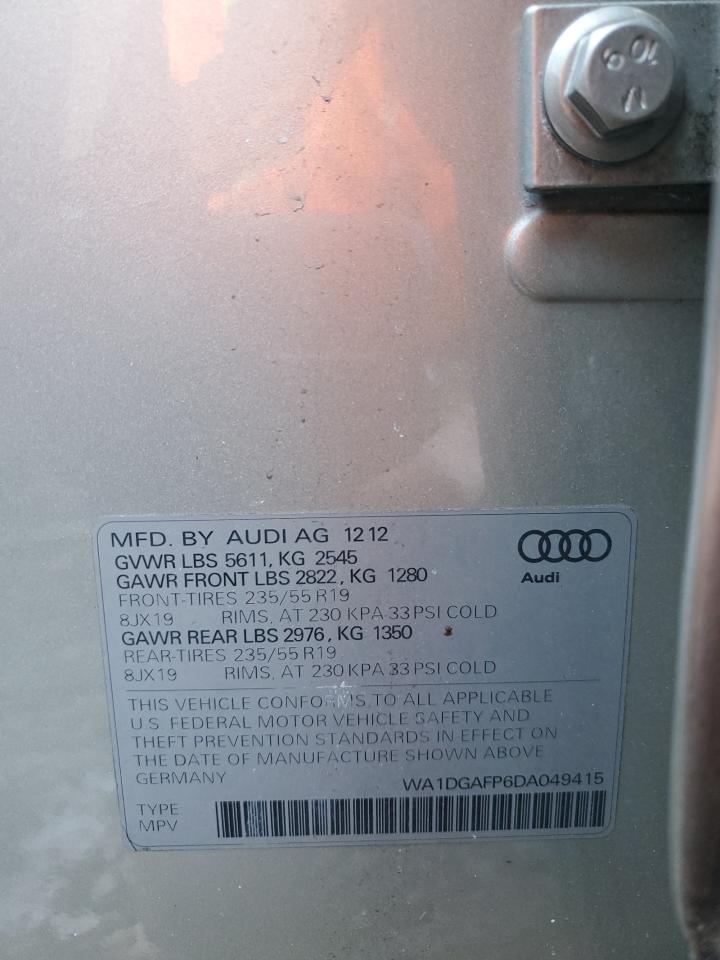 10.9
MFD. BY AUDI AG 12 12
Audi
GVWR LBS 5611, KG 2545
GAWR FRONT LBS 2822, KG 1280
FRONT-TIRES 235/55 R19
8JX19 RIMS, AT 230 KPA 33 PSI COLD
GAWR REAR LBS 2976, KG 1350
REAR-TIRES 235/55 R19
8JX19 RIMS, AT 230 KPA 33 PSI COLD
THIS VEHICLE CONFORMS TO ALL APPLICABLE
U.S. FEDERAL MOTOR VEHICLE SAFETY AND
THEFT PREVENTION STANDARDS IN EFFECT ON
THE DATE OF MANUFACTURE SHOWN ABOVE
GERMANY WA1DGAFP6DA049415
TYPE:
MPV